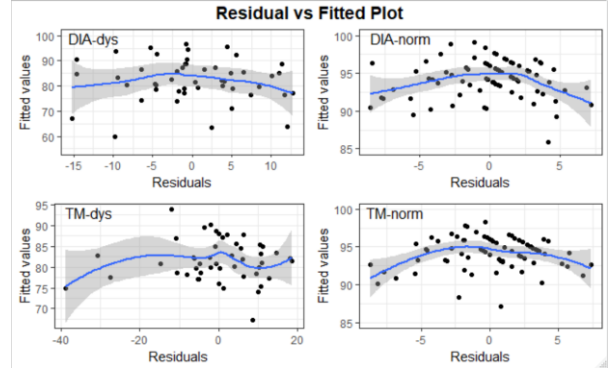 Residual vs Fitted Plot
DIA-dys
100
90
80
70
60
Fitted values
-15
-10
-5
0
5
10
Residuals
DIA-norm
100
95
90
85
Fitted values
-5
0
5
Residuals
TM-dys
95
90
85
80
75
70
Fitted values
-40
-20
0
20
Residuals
TM-norm
100
95
90
85
Fitted values
-5
0
5
Residuals